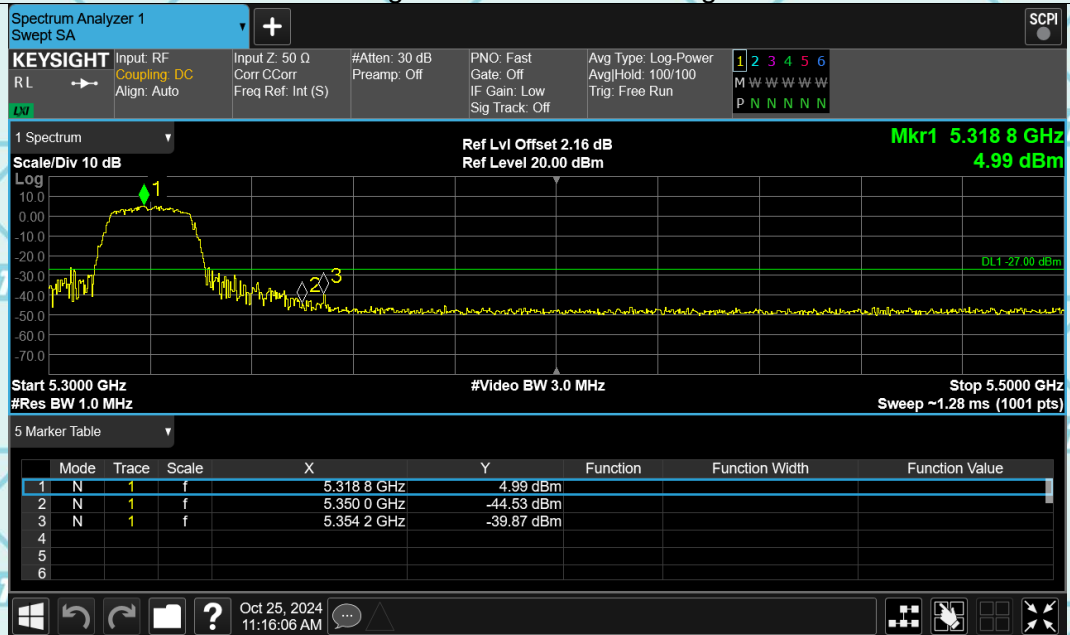 Spectrum Analyzer 1
Swept SA
+
SCPI
KEYSIGHT
RL
LXI
Input: RF
Coupling: DC
Align: Auto
Input Z: 50 Ω
Corr CCorr
Freq Ref: Int (S)
#Atten: 30 dB
Preamp: Off
PNO: Fast
Gate: Off
IF Gain: Low
Sig Track: Off
Avg Type: Log-Power
Avg|Hold: 100/100
Trig: Free Run
1 2 3 4 5 6
M W W W W W W
P N N N N N N
1 Spectrum
Scale/Div 10 dB
Ref Lvl Offset 2.16 dB
Ref Level 20.00 dBm
Mkr1 5.318 8 GHz
4.99 dBm
Log
10.0
0.00
-10.0
-20.0
-30.0
-40.0
-50.0
-60.0
-70.0
1
2
3
DL1 -27.00 dBm
Start 5.3000 GHz
#Video BW 3.0 MHz
Stop 5.5000 GHz
#Res BW 1.0 MHz
Sweep ~1.28 ms (1001 pts)
5 Marker Table
Mode Trace Scale X Y Function Function Width Function Value
1 N 1 f 5.318 8 GHz 4.99 dBm
2 N 1 f 5.350 0 GHz -44.53 dBm
3 N 1 f 5.354 2 GHz -39.87 dBm
4
5
6
?
Oct 25, 2024
11:16:06 AM